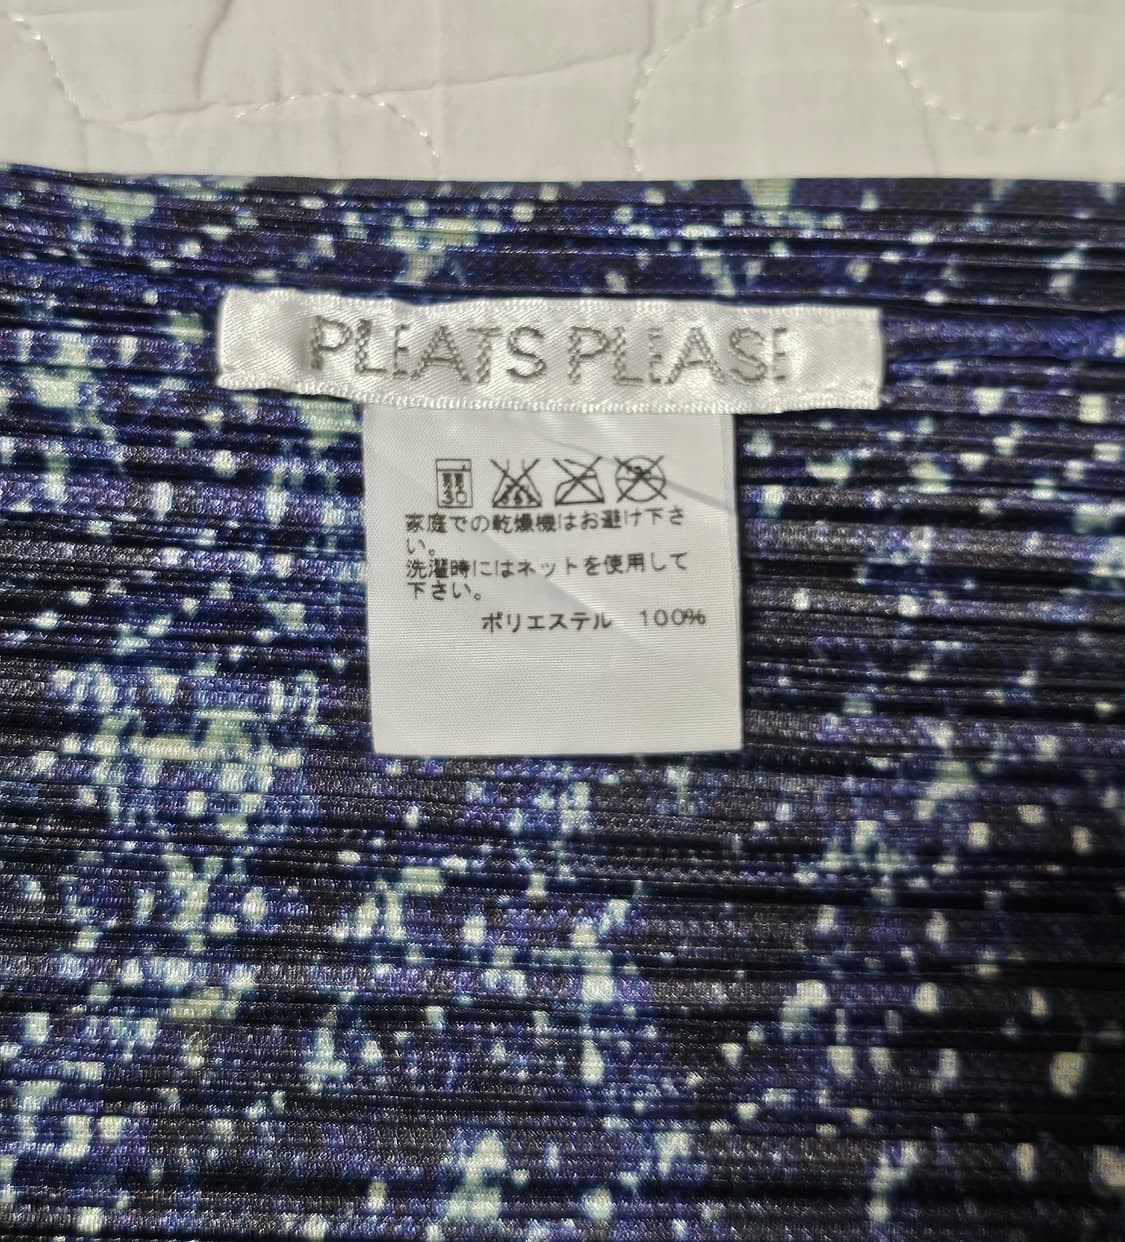 PLEATS PLEASE
家庭での乾燥機はお避け下さ
い。
洗濯時にはネットを使用して
下さい。
ポリエステル 100%